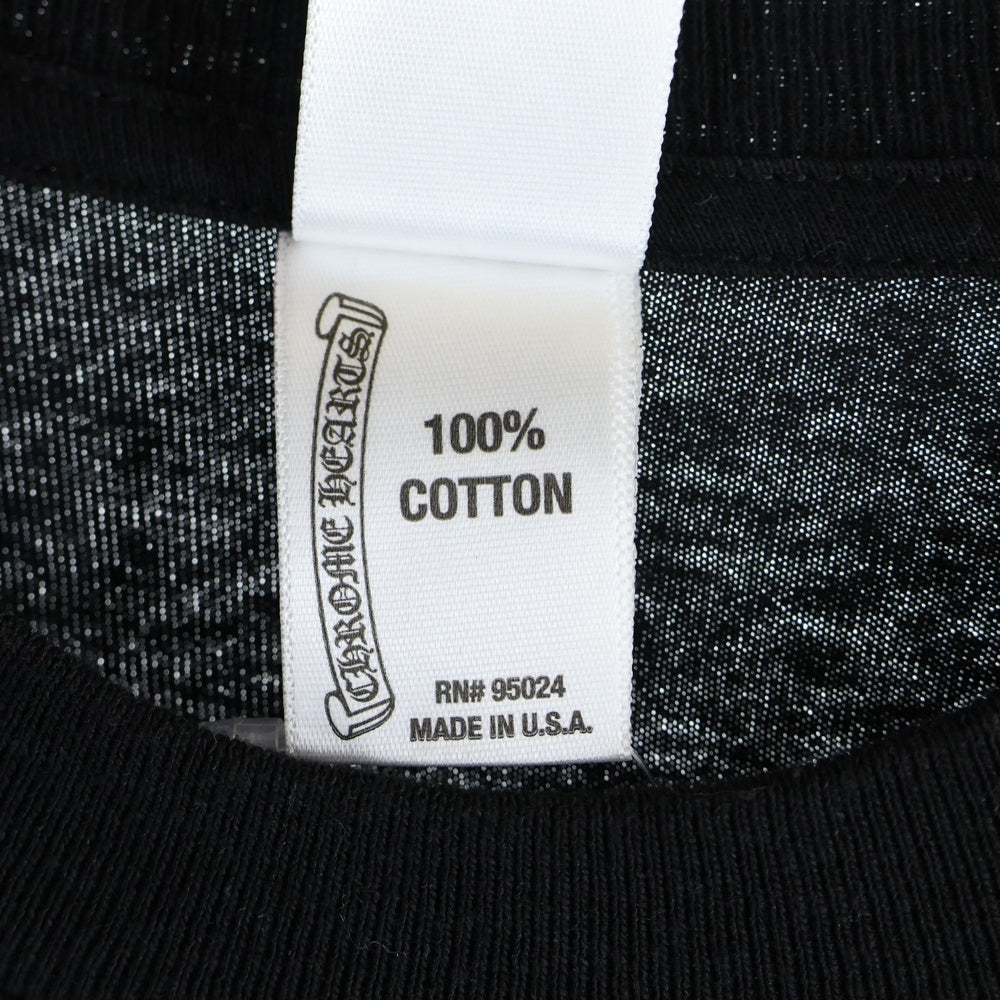 CHROME HEARTS
100%
COTTON
RN# 95024
MADE IN U.S.A.